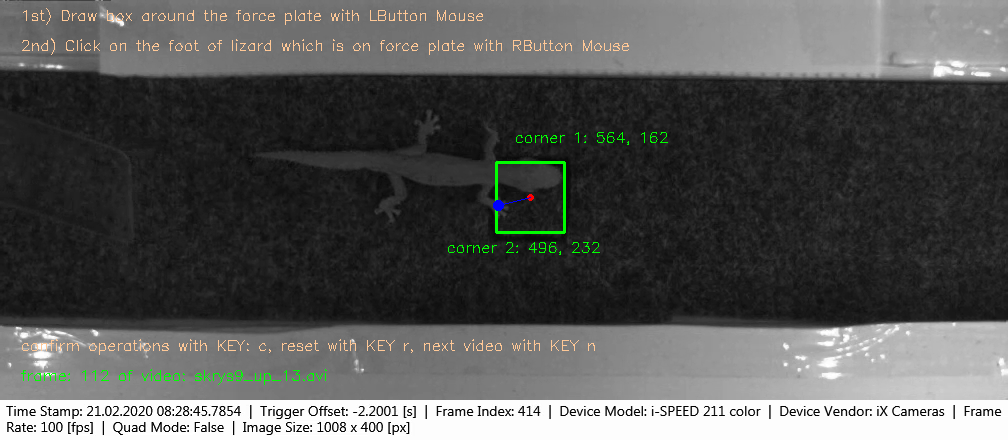 1st) Draw box around the force plate with LButton Mouse
2nd) Click on the foot of lizard which is on force plate with RButton Mouse
corner 1: 564, 162
corner 2: 496, 232
confirm operations with KEY: c, reset with KEY r, next video with KEY n
frame: 112 of video: skrys9_up_13.avi
Time Stamp: 21.02.2020 08:28:45.7854 | Trigger Offset: -2.2001 [s] | Frame Index: 414 | Device Model: i-SPEED 211 color | Device Vendor: iX Cameras | Frame
Rate: 100 [fps] | Quad Mode: False | Image Size: 1008 x 400 [px]